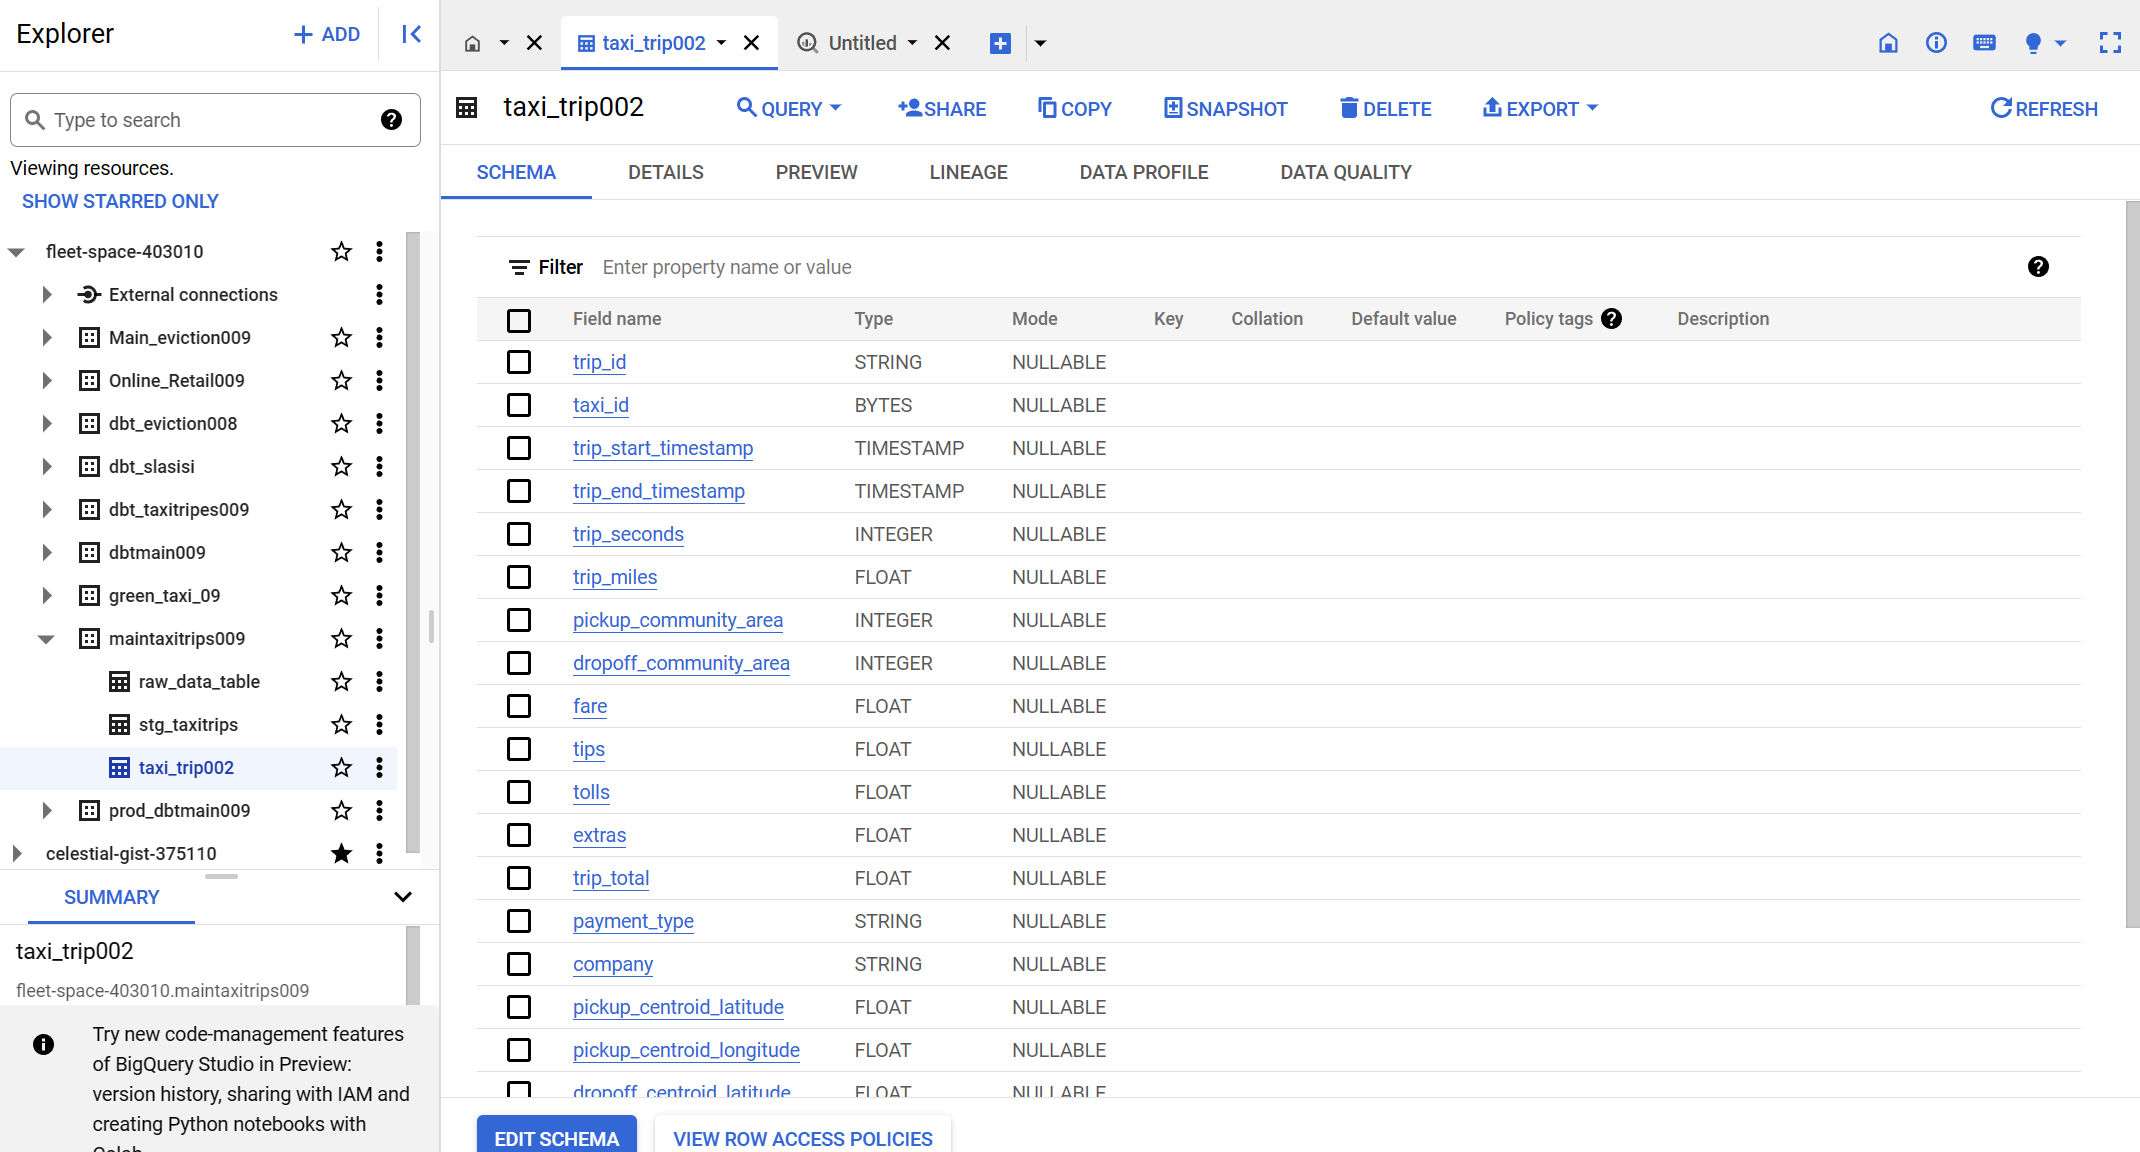 Explorer
ADD
Type to search
Viewing resources.
SHOW STARRED ONLY
fleet-space-403010
External connections
Main_eviction009
Online_Retail009
dbt_eviction008
dbt_slasisi
dbt_taxitripes009
dbtmain009
green_taxi_09
maintaxitrips009
raw_data_table
stg_taxitrips
taxi_trip002
prod_dbtmain009
celestial-gist-375110
SUMMARY
taxi_trip002
fleet-space-403010.maintaxitrips009
Try new code-management features
of BigQuery Studio in Preview:
version history, sharing with IAM and
creating Python notebooks with
Colab
taxi_trip002 Untitled
taxi_trip002 QUERY SHARE COPY SNAPSHOT DELETE EXPORT REFRESH
SCHEMA DETAILS PREVIEW LINEAGE DATA PROFILE DATA QUALITY
Filter Enter property name or value
Field name Type Mode Key Collation Default value Policy tags Description
trip_id STRING NULLABLE
taxi_id BYTES NULLABLE
trip_start_timestamp TIMESTAMP NULLABLE
trip_end_timestamp TIMESTAMP NULLABLE
trip_seconds INTEGER NULLABLE
trip_miles FLOAT NULLABLE
pickup_community_area INTEGER NULLABLE
dropoff_community_area INTEGER NULLABLE
fare FLOAT NULLABLE
tips FLOAT NULLABLE
tolls FLOAT NULLABLE
extras FLOAT NULLABLE
trip_total FLOAT NULLABLE
payment_type STRING NULLABLE
company STRING NULLABLE
pickup_centroid_latitude FLOAT NULLABLE
pickup_centroid_longitude FLOAT NULLABLE
dropoff_centroid_latitude FLOAT NULLABLE
EDIT SCHEMA VIEW ROW ACCESS POLICIES